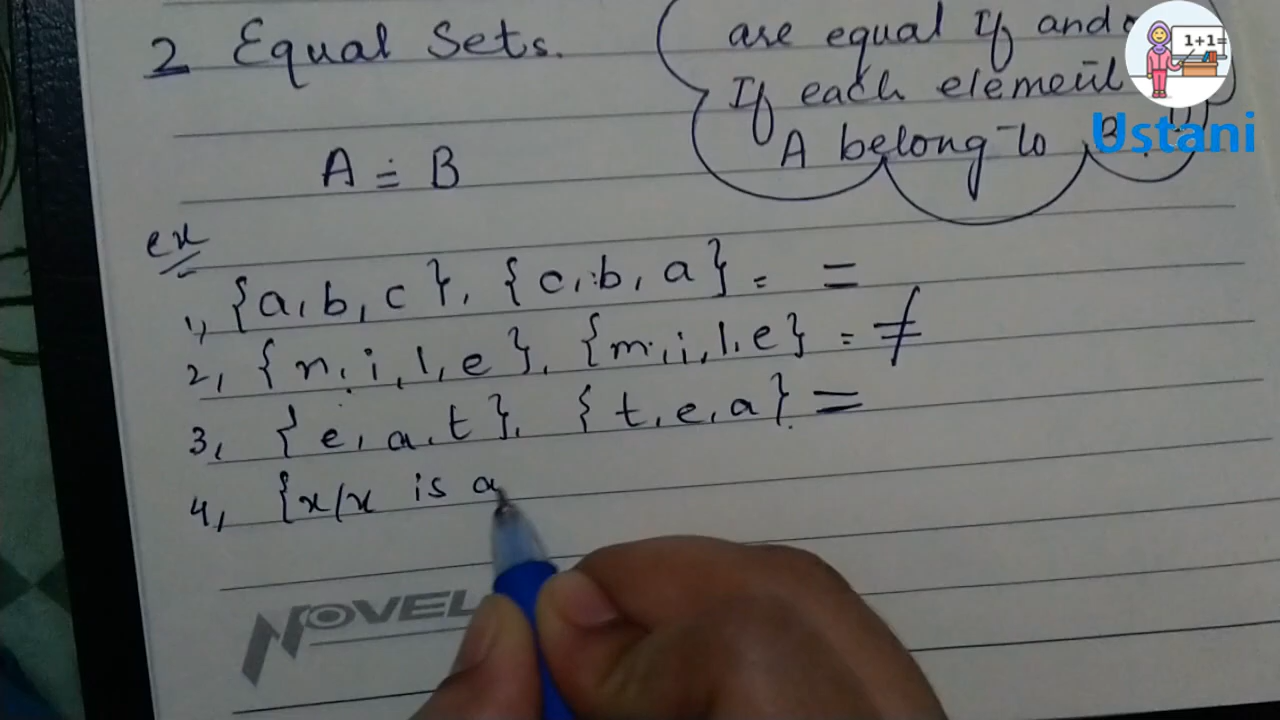 2 Equal Sets.
are equal If and
If each element
A belong to B.
A = B
ex
1, {a, b, c}, {c, b, a}. =
2, {n, i, l, e}, {m, i, l, e} = ≠
3, {e, a, t}, {t, e, a} =
4, {x/x is a
NOVEL
1+1=
Ustani